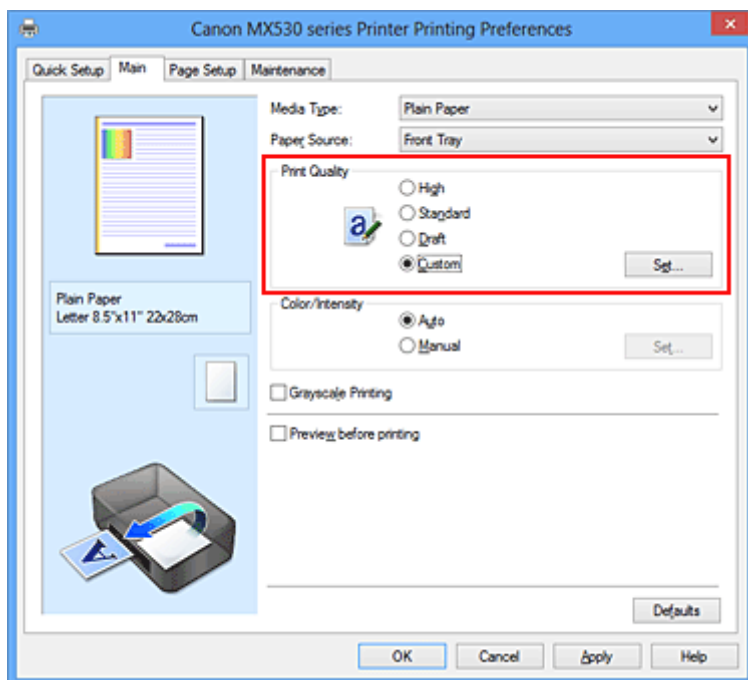 Canon MX530 series Printer Printing Preferences
Quick Setup Main Page Setup Maintenance
Media Type: Plain Paper
Paper Source: Front Tray
Print Quality
High
Standard
a
Draft
Custom Set...
Plain Paper
Letter 8.5"x11" 22x28cm
Color/Intensity
Auto
Manual Set...
Grayscale Printing
Preview before printing
A
Defaults
OK Cancel Apply Help